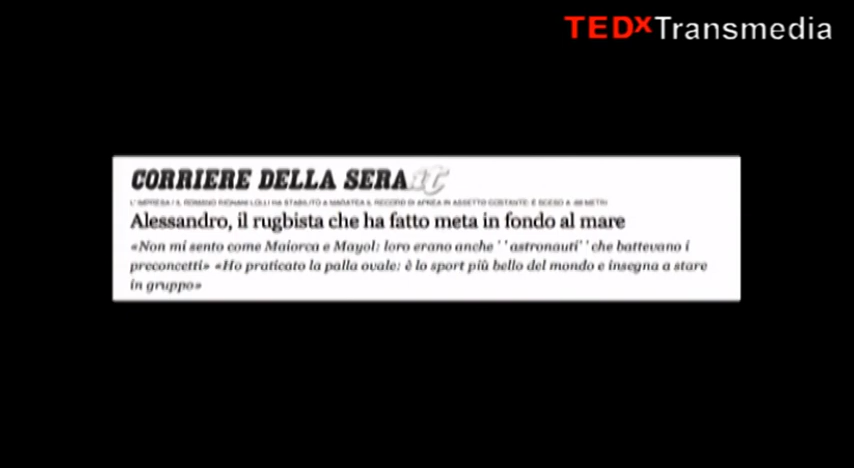 TEDxTransmedia
CORRIERE DELLA SERA.it
Alessandro, il rugbista che ha fatto meta in fondo al mare
«Non mi sento come Maiorca e Mayol: loro erano anche ''astronauti'' che battevano i
preconcetti» «Ho praticato la palla ovale: è lo sport più bello del mondo e insegna a stare
in gruppo»